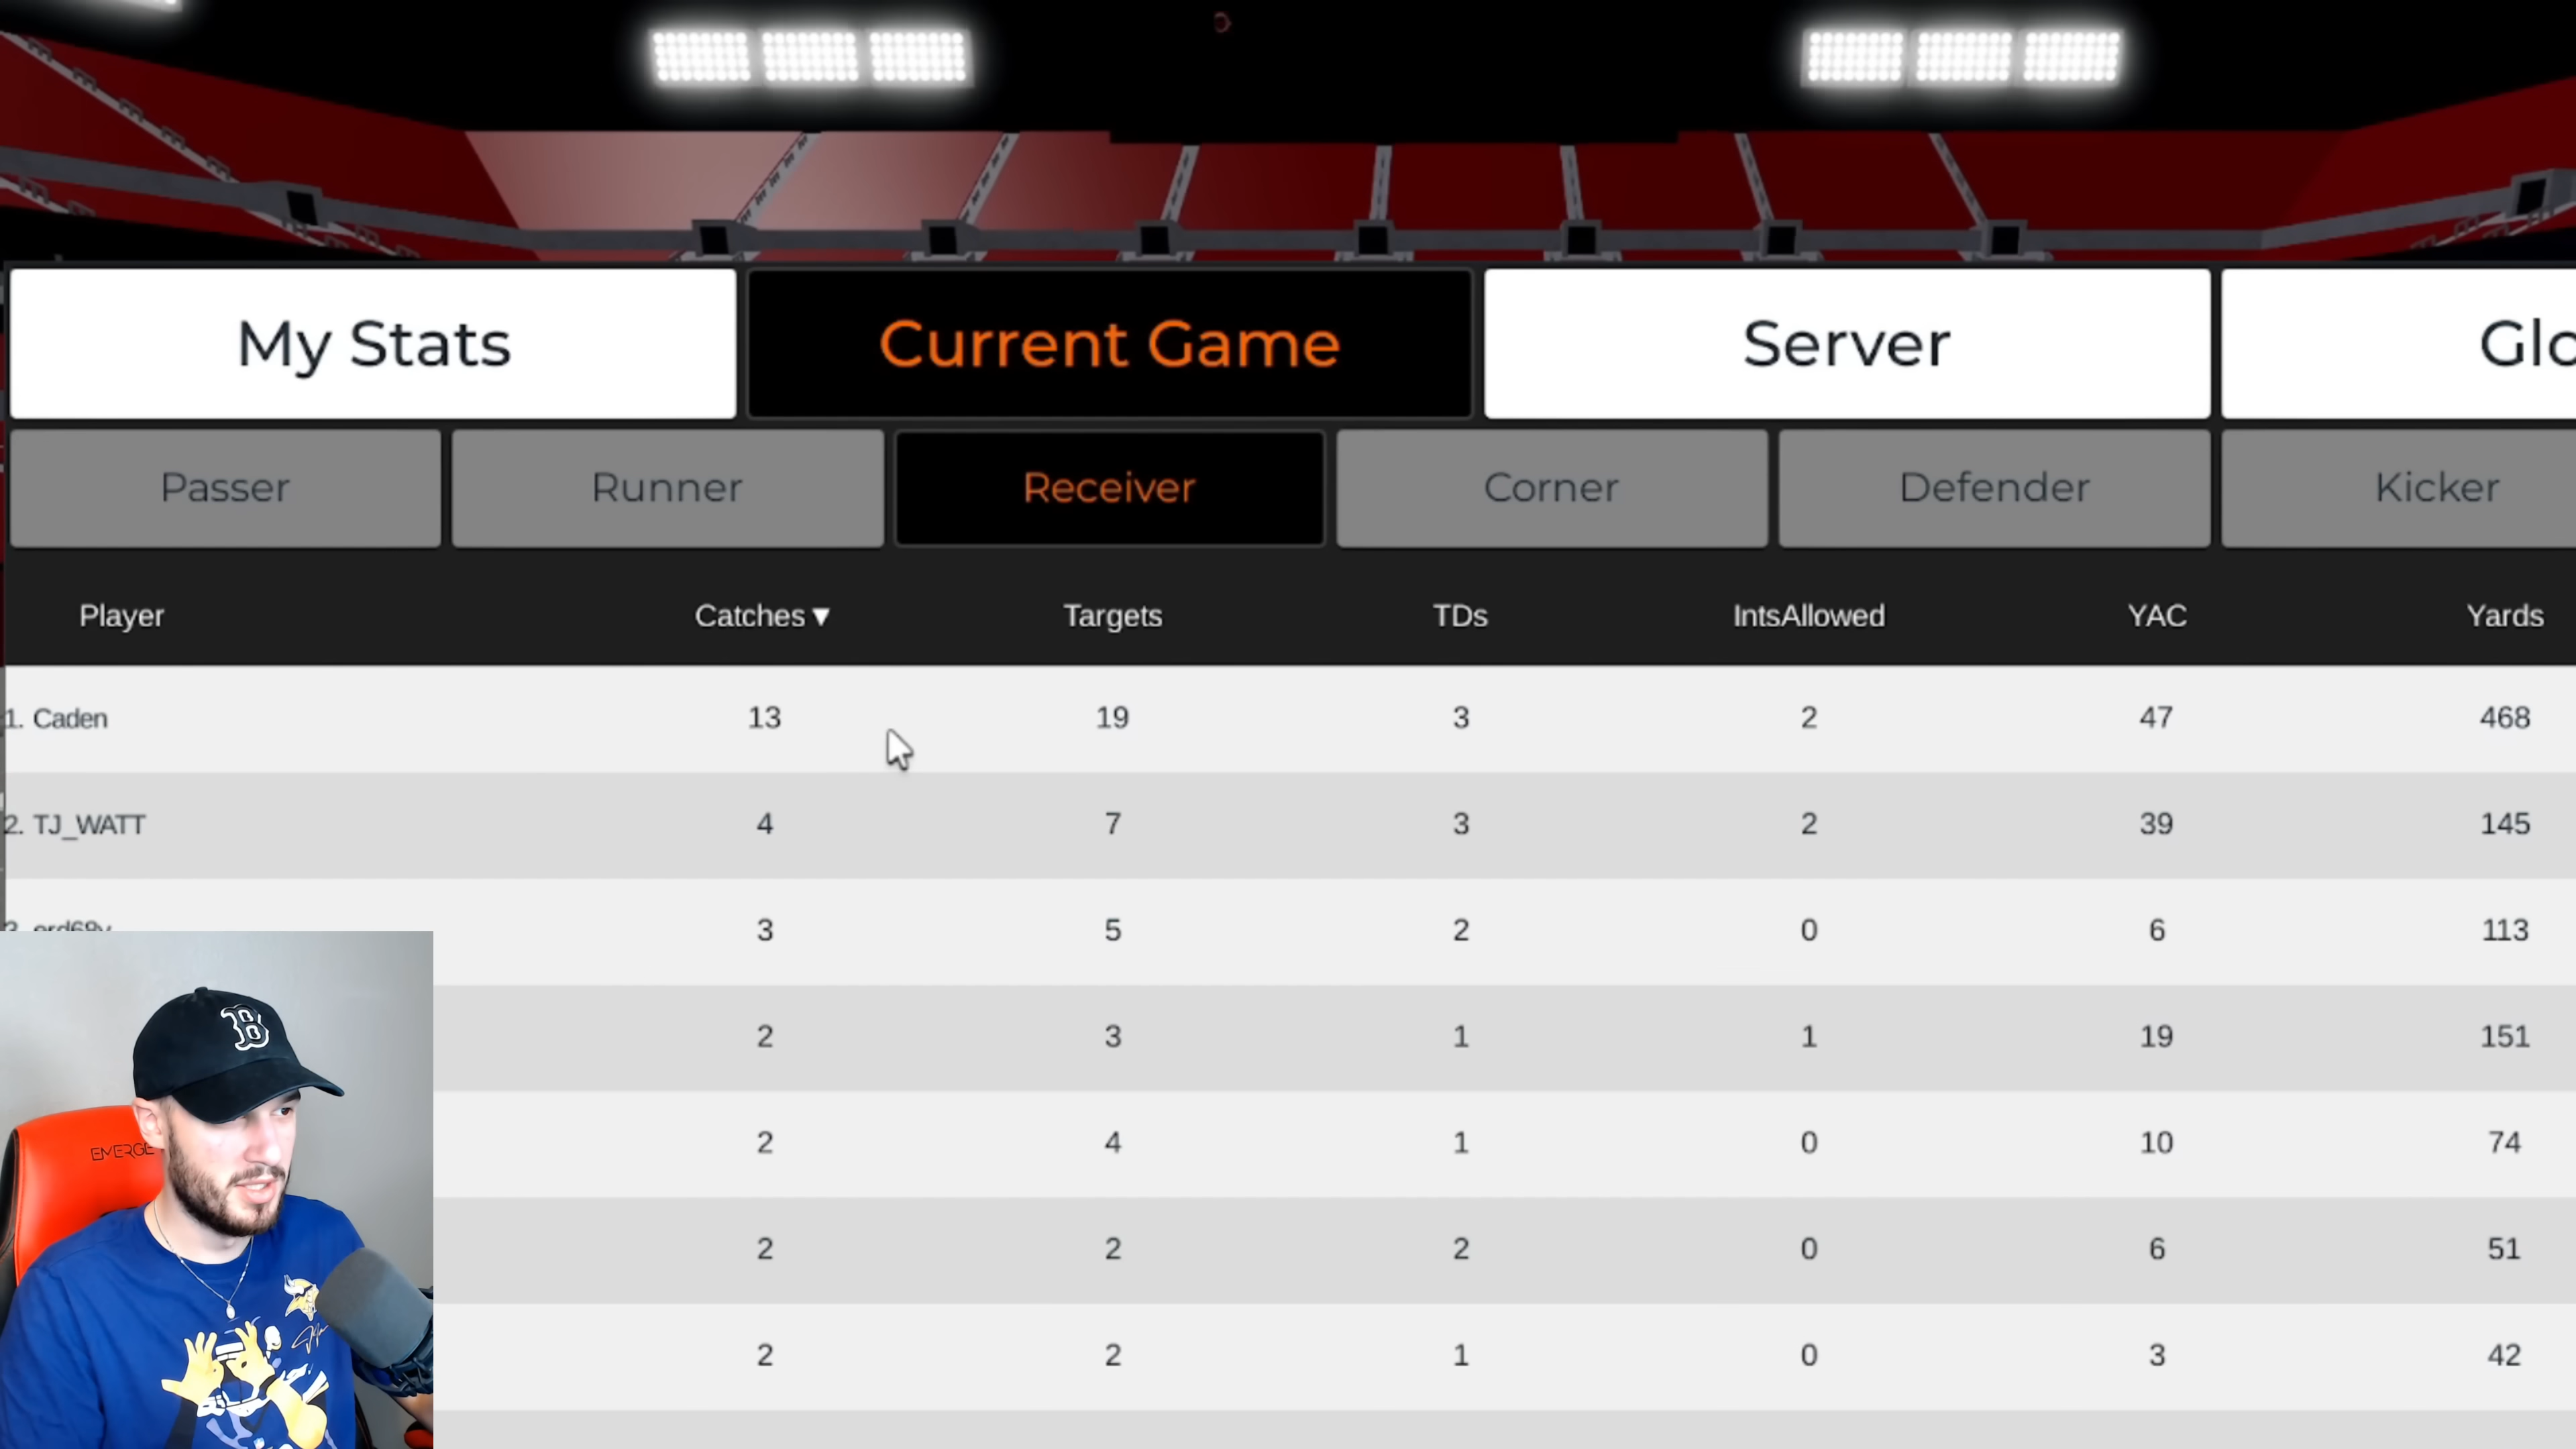 My Stats Current Game Server Glo
Passer Runner Receiver Corner Defender Kicker
Player Catches ▼ Targets TDs IntsAllowed YAC Yards
1. Caden 13 19 3 2 47 468
2. TJ_WATT 4 7 3 2 39 145
3 5 2 0 6 113
2 3 1 1 19 151
2 4 1 0 10 74
2 2 2 0 6 51
2 2 1 0 3 42
B
EMERGE